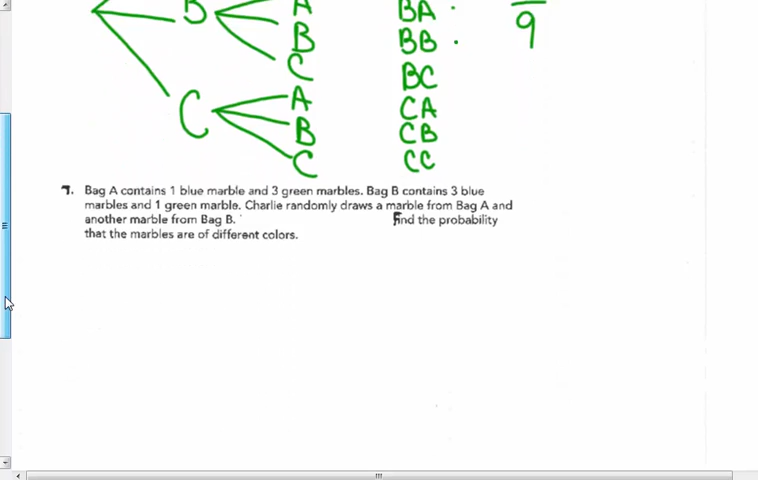 B
A
B
C
C
A
B
C
BA
BB
BC
CA
CB
CC
9
7. Bag A contains 1 blue marble and 3 green marbles. Bag B contains 3 blue
marbles and 1 green marble. Charlie randomly draws a marble from Bag A and
another marble from Bag B. find the probability
that the marbles are of different colors.